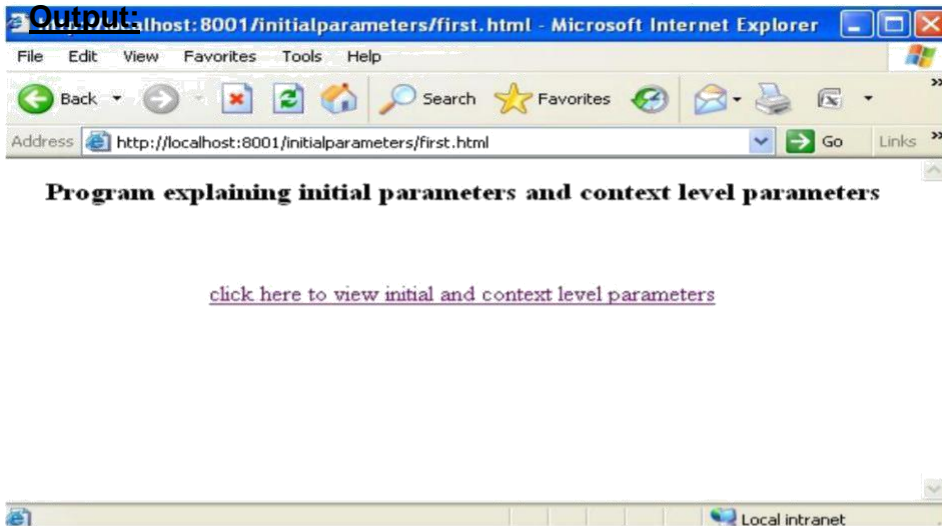 Output:
lhost:8001/initialparameters/first.html - Microsoft Internet Explorer
File Edit View Favorites Tools Help
Back Search Favorites
Address http://localhost:8001/initialparameters/first.html Go Links »
Program explaining initial parameters and context level parameters
click here to view initial and context level parameters
Local intranet